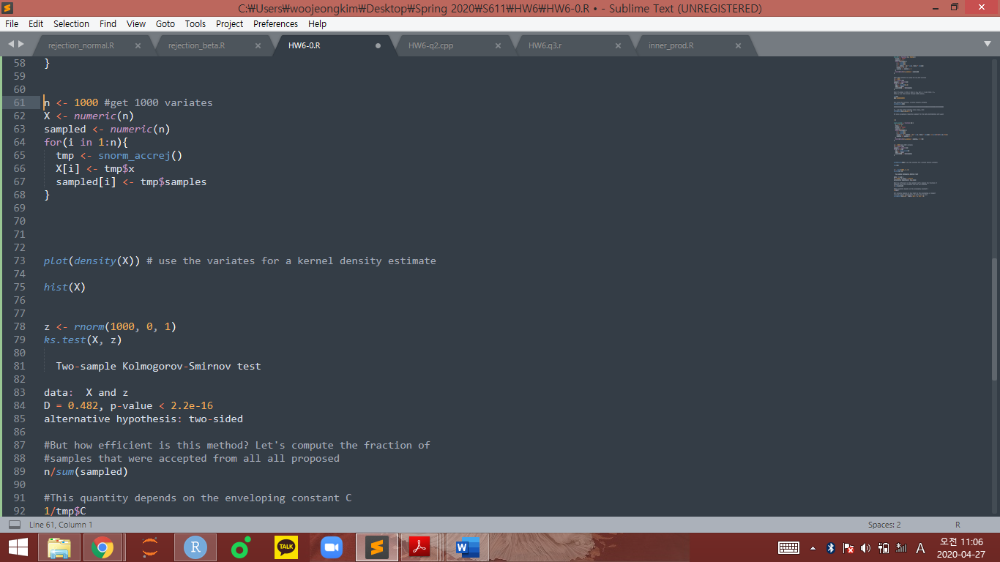 C:₩Users₩woojeongkim₩Desktop₩Spring 2020₩S611₩HW6₩HW6-0.R • - Sublime Text (UNREGISTERED)
File Edit Selection Find View Goto Tools Project Preferences Help
rejection_normal.R rejection_beta.R HW6-0.R HW6-q2.cpp HW6.q3.r inner_prod.R
58 }
59
60
61 n <- 1000 #get 1000 variates
62 X <- numeric(n)
63 sampled <- numeric(n)
64 for(i in 1:n){
65 tmp <- snorm_accrej()
66 X[i] <- tmp$x
67 sampled[i] <- tmp$samples
68 }
69
70
71
72
73 plot(density(X)) # use the variates for a kernel density estimate
74
75 hist(X)
76
77
78 z <- rnorm(1000, 0, 1)
79 ks.test(X, z)
80
81 Two-sample Kolmogorov-Smirnov test
82
83 data:  X and z
84 D = 0.482, p-value < 2.2e-16
85 alternative hypothesis: two-sided
86
87 #But how efficient is this method? Let's compute the fraction of
88 #samples that were accepted from all all proposed
89 n/sum(sampled)
90
91 #This quantity depends on the enveloping constant C
92 1/tmp$C
Line 61, Column 1 Spaces: 2 R
R TALK W A 오전 11:06
2020-04-27